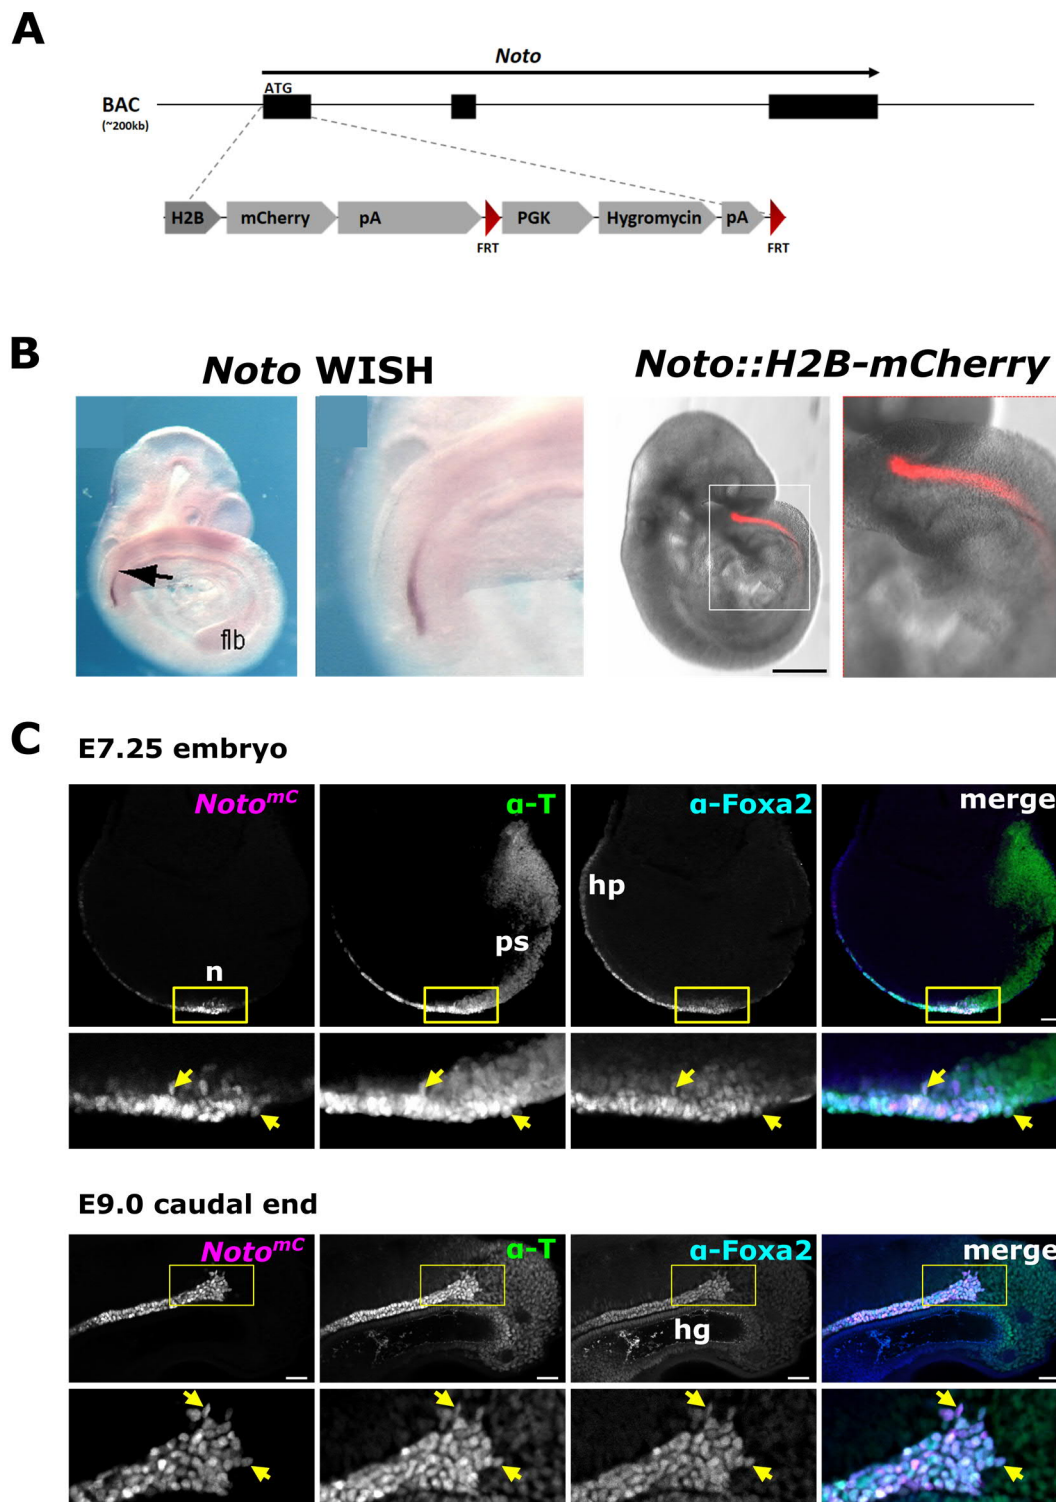 A
Noto
ATG
BAC
(~200kb)
H2B mCherry pA PGK Hygromycin pA
FRT FRT
B
Noto WISH Noto::H2B-mCherry
flb
C
E7.25 embryo
Noto^mC α-T α-Foxa2 merge
hp
ps
n
E9.0 caudal end
Noto^mC α-T α-Foxa2 merge
hg